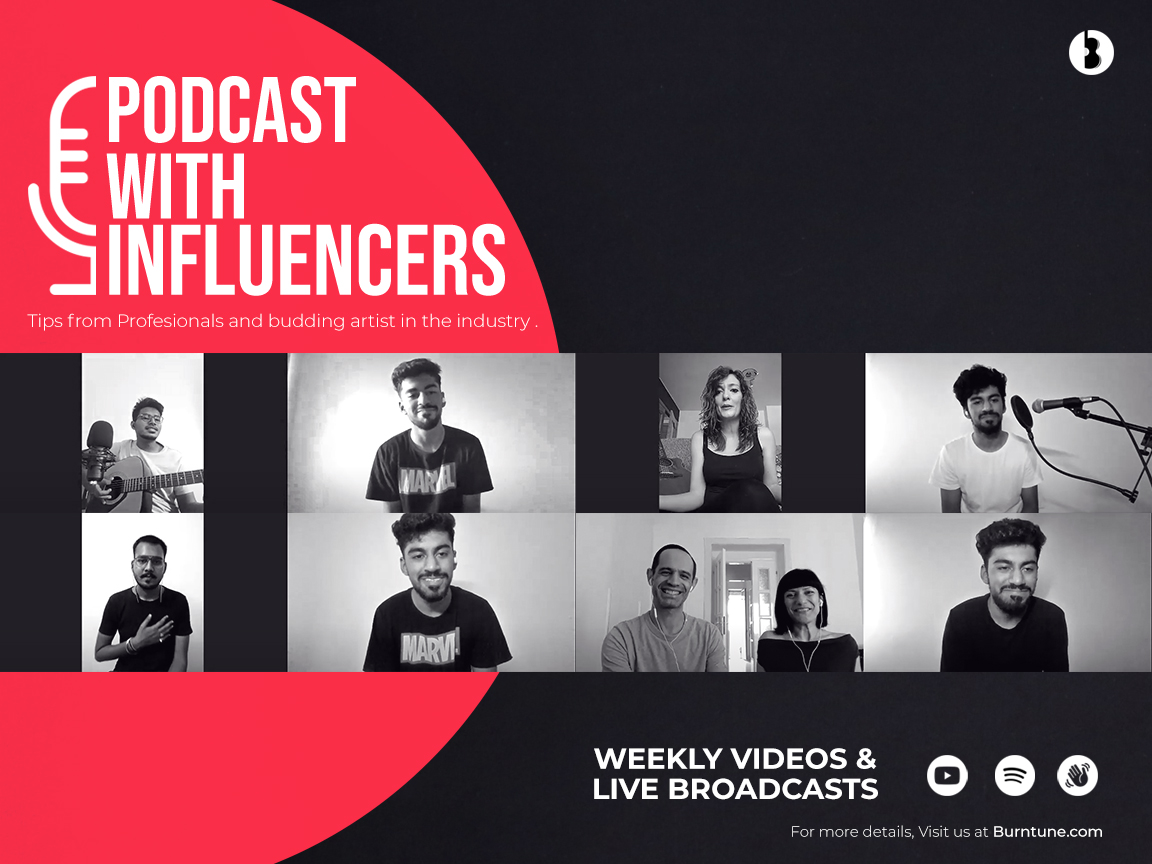 PODCAST
WITH
INFLUENCERS
Tips from Profesionals and budding artist in the industry .
MARVEL
MARV
WEEKLY VIDEOS &
LIVE BROADCASTS
For more details, Visit us at Burntune.com